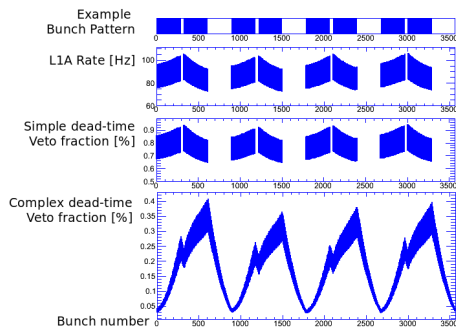 Example
Bunch Pattern
0 500 1000 1500 2000 2500 3000 3500
L1A Rate [Hz]
100
80
60
0 500 1000 1500 2000 2500 3000 3500
Simple dead-time
Veto fraction [%]
0.9
0.8
0.7
0.6
0.5
0 500 1000 1500 2000 2500 3000 3500
Complex dead-time
Veto fraction [%]
0.4
0.35
0.3
0.25
0.2
0.15
0.1
0.05
Bunch number
0 500 1000 1500 2000 2500 3000 3500